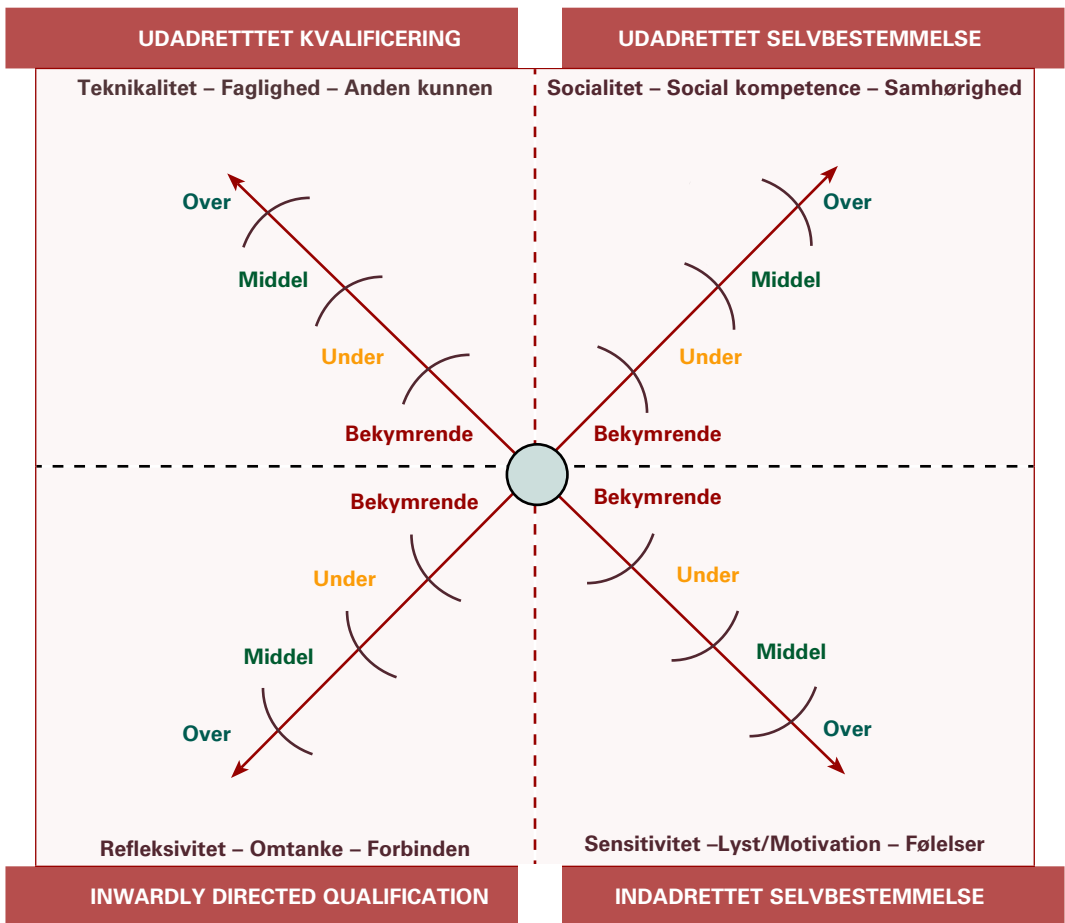 UDADRETTTET KVALIFICERING
UDADRETTET SELVBESTEMMELSE
Teknikalitet – Faglighed – Anden kunnen
Socialitet – Social kompetence – Samhørighed
Over
Over
Middel
Middel
Under
Under
Bekymrende
Bekymrende
Bekymrende
Bekymrende
Under
Under
Middel
Middel
Over
Over
Refleksivitet – Omtanke – Forbinden
Sensitivitet –Lyst/Motivation – Følelser
INWARDLY DIRECTED QUALIFICATION
INDADRETTET SELVBESTEMMELSE